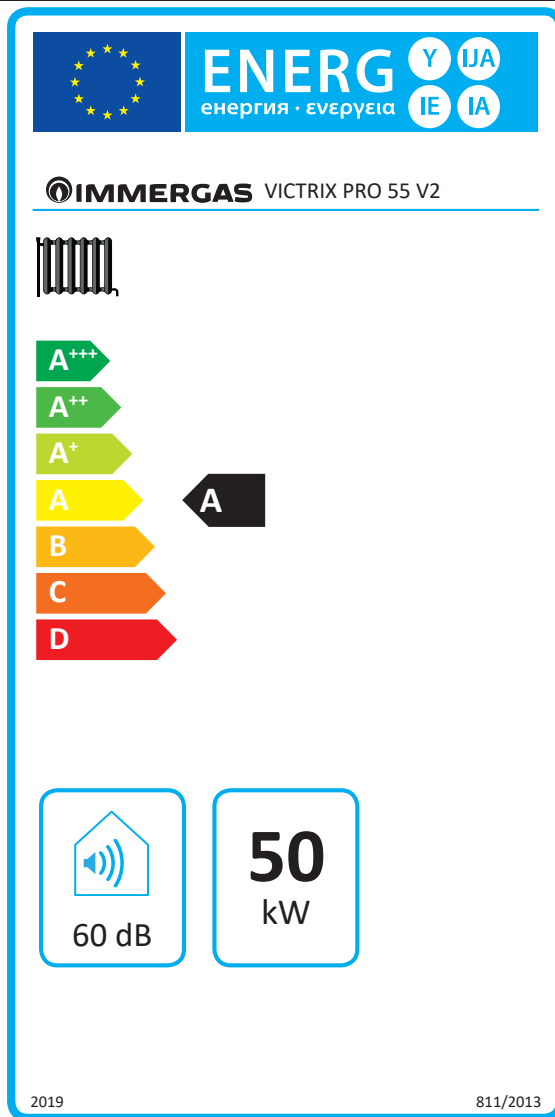 ENERG Y IJA
енергия · ενεργεια IE IA
IMMERGAS VICTRIX PRO 55 V2
A+++
A++
A+
A A
B
C
D
60 dB
50
kW
2019 811/2013